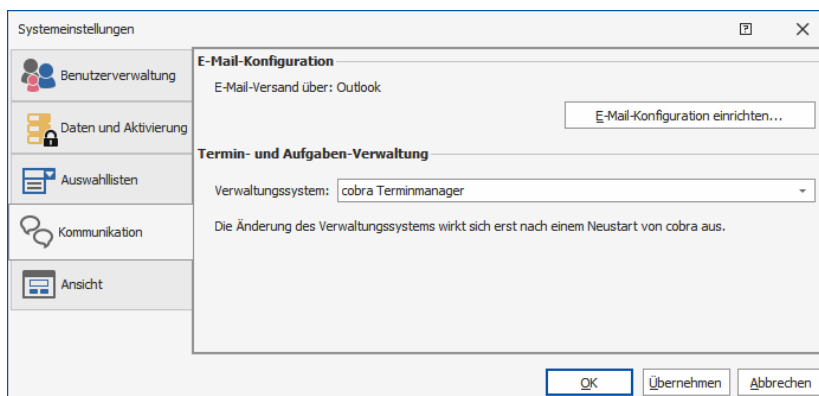 Systemeinstellungen
Benutzerverwaltung
Daten und Aktivierung
Auswahllisten
Kommunikation
Ansicht
E-Mail-Konfiguration
E-Mail-Versand über: Outlook
E-Mail-Konfiguration einrichten...
Termin- und Aufgaben-Verwaltung
Verwaltungssystem: cobra Terminmanager
Die Änderung des Verwaltungssystems wirkt sich erst nach einem Neustart von cobra aus.
OK Übernehmen Abbrechen